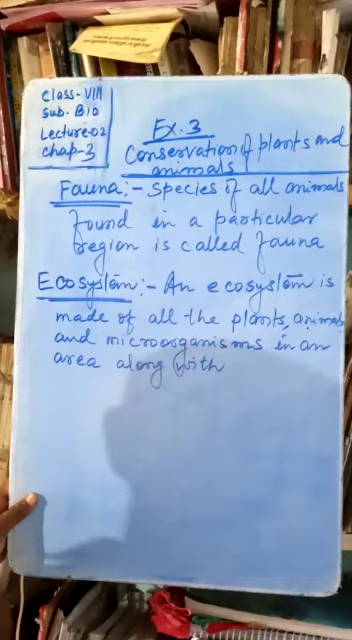 Class- VIII
Sub- Bio
Lecture-02
Chap-3
Ex. 3
Conservation of plants and
animals
Fauna:- Species of all animals
found in a particular
region is called fauna
Ecosystem:- An ecosystem is
made of all the plants, animals
and microorganisms in an
area along with